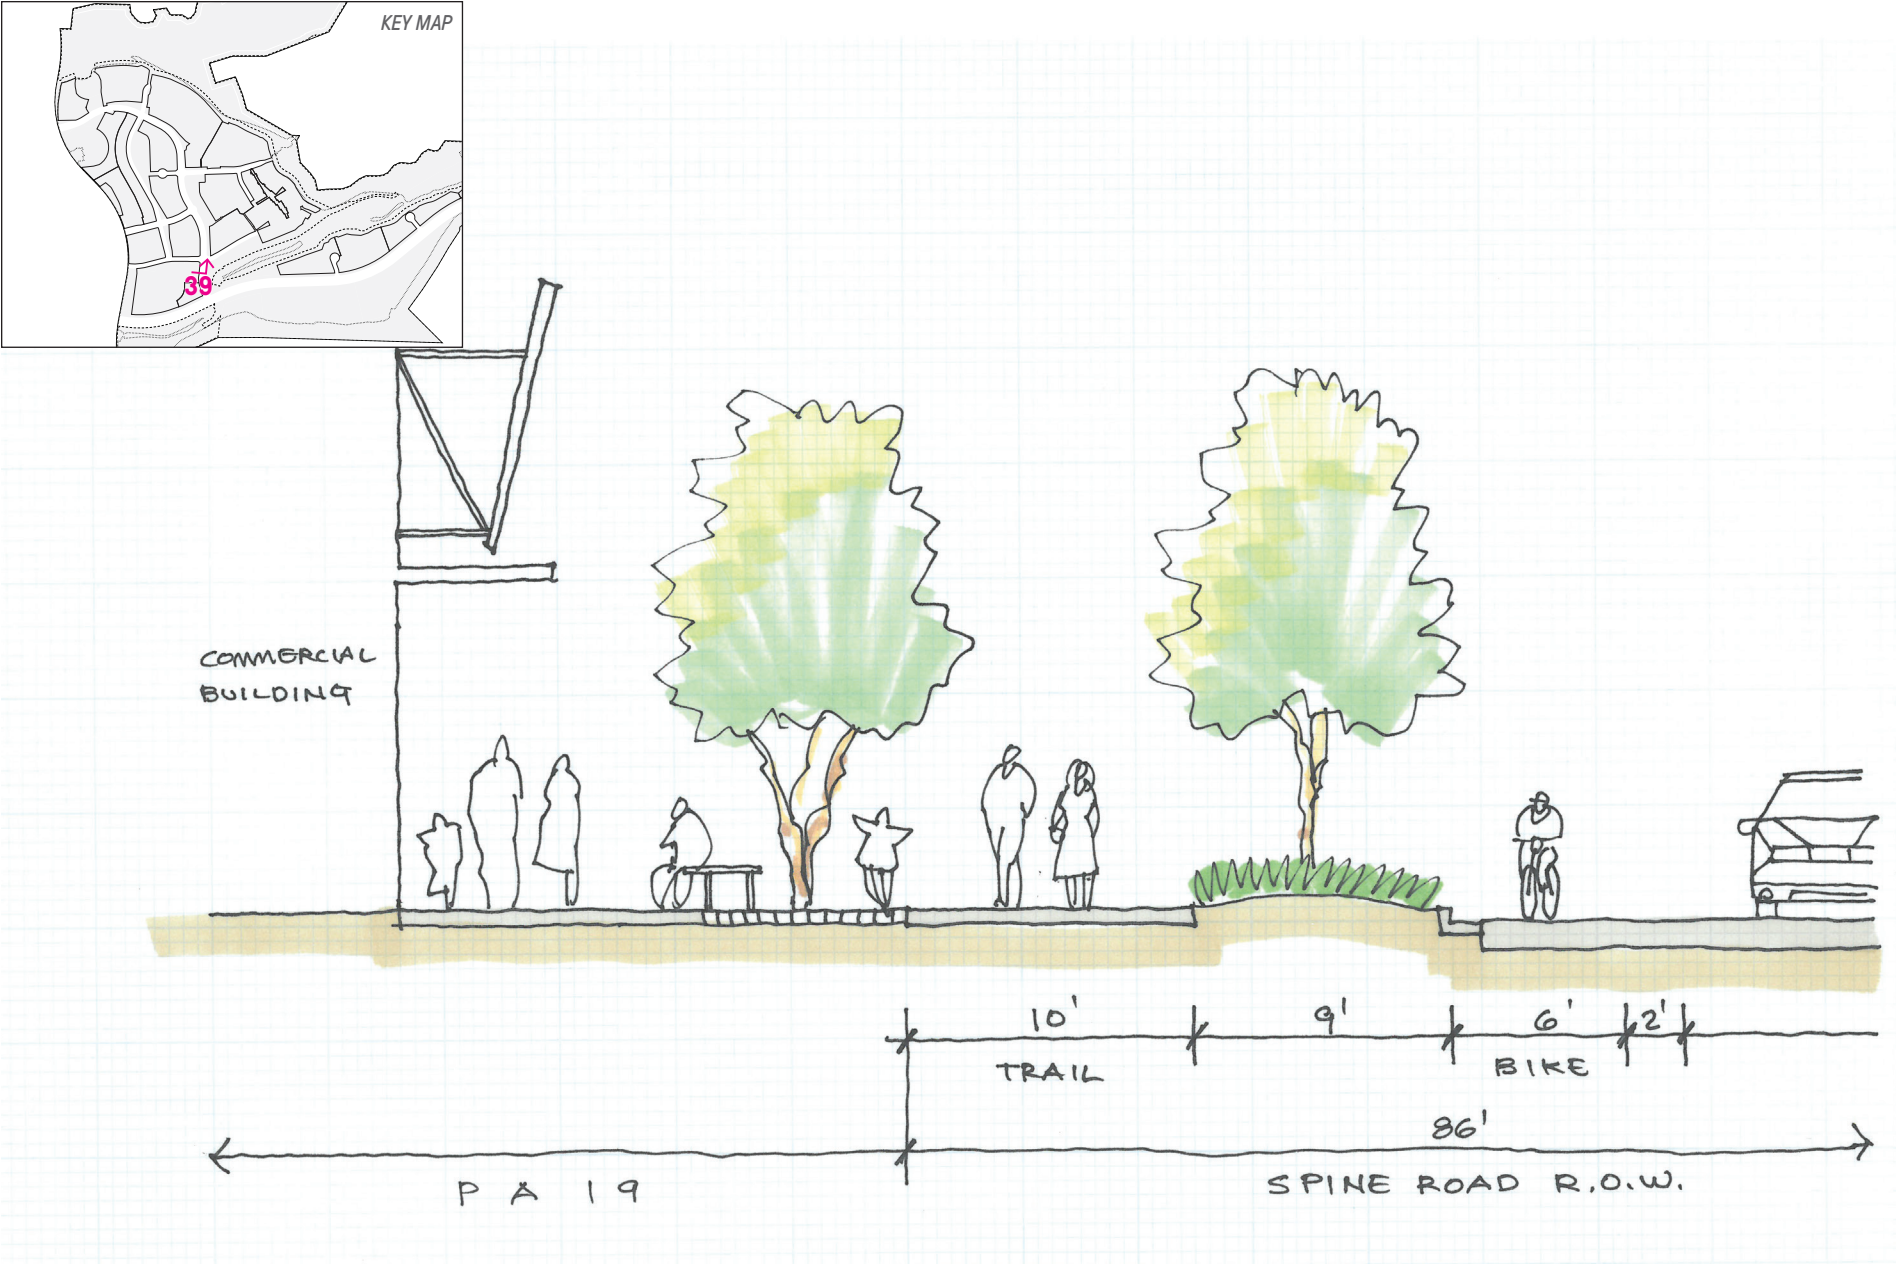 KEY MAP
39
COMMERCIAL
BUILDING
10' 9' 6' 2'
TRAIL BIKE
86'
PA 19 SPINE ROAD R.O.W.